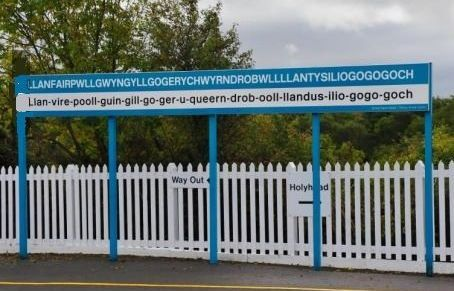 LLANFAIRPWLLGWYNGYLLGOGERYCHWYRNDROBWLLLLANTYSILIOGOGOGOCH
Llan-vire-pooll-guin-gill-go-ger-u-queern-drob-ooll-llandus-ilio-gogo-goch
Way Out
Holyhead